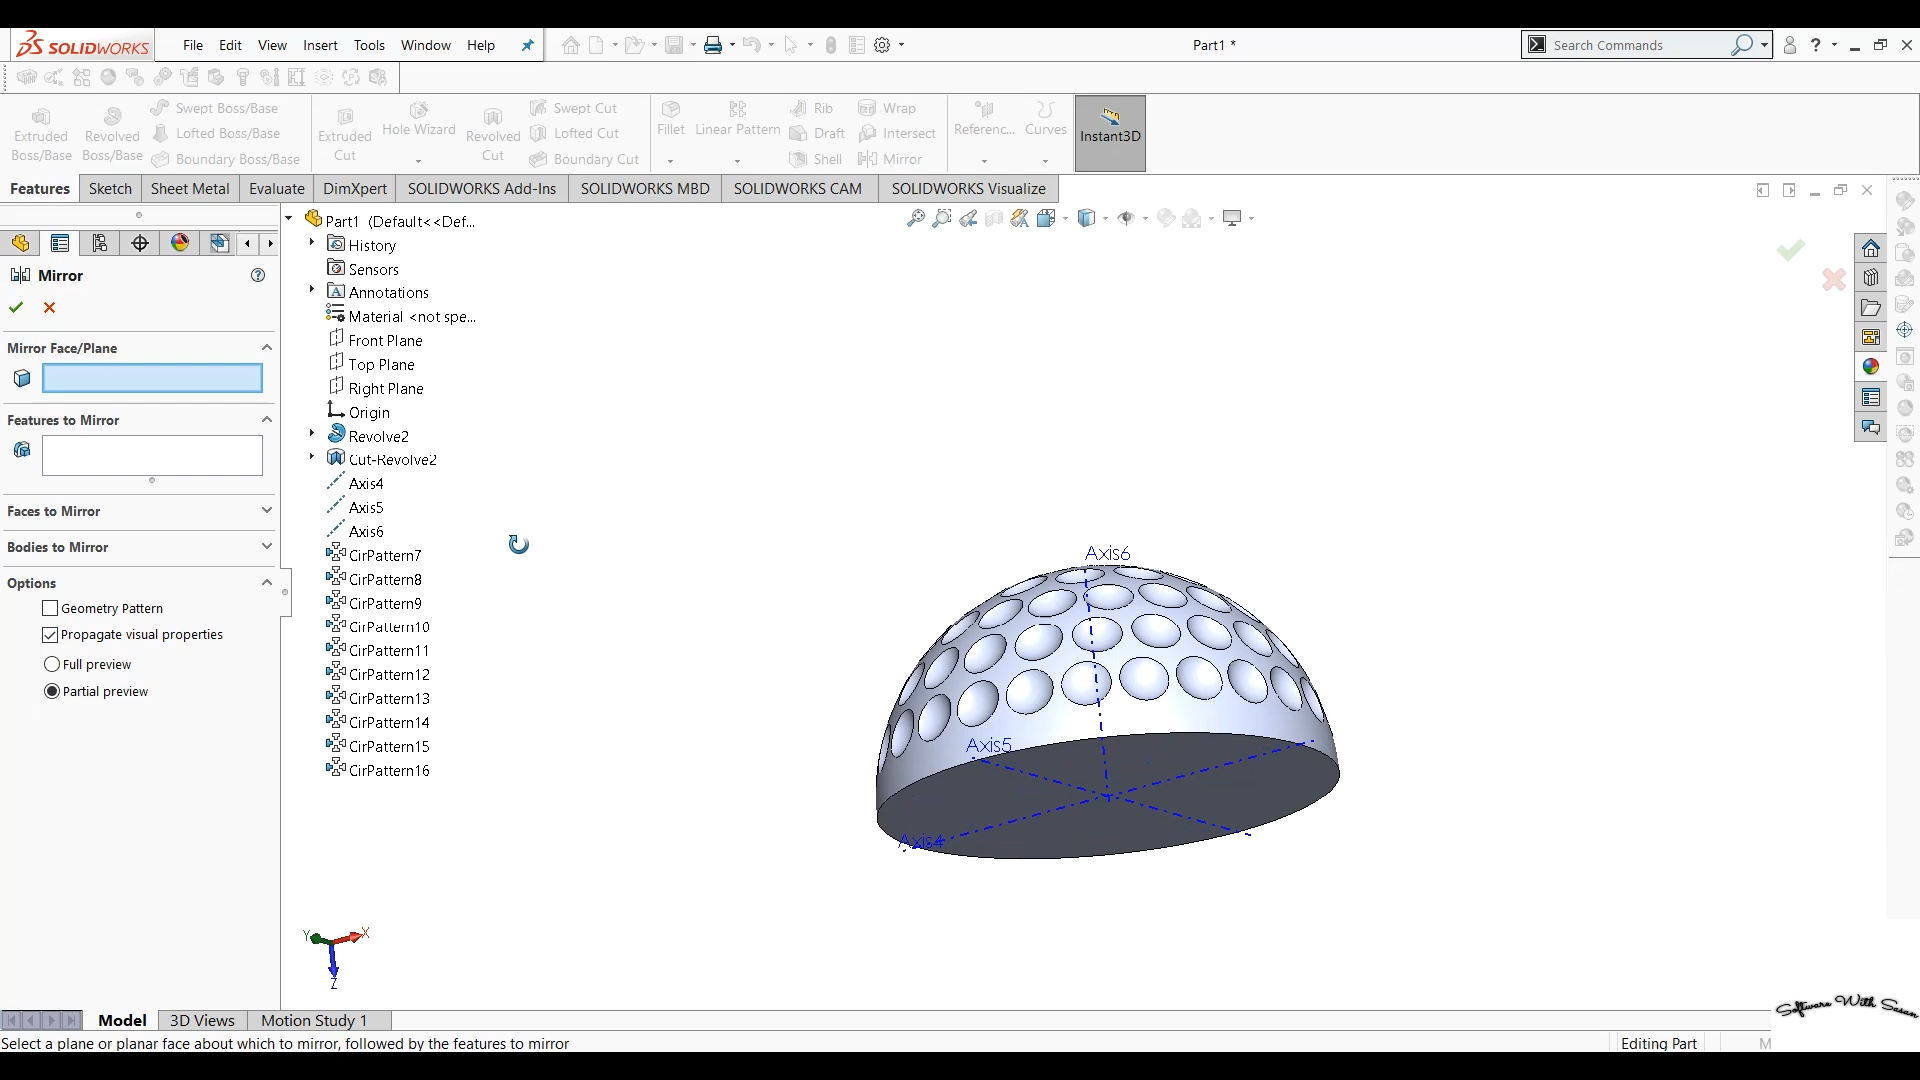 SOLIDWORKS File Edit View Insert Tools Window Help Part1 * Search Commands ?
Extruded Boss/Base Revolved Boss/Base Swept Boss/Base Lofted Boss/Base Boundary Boss/Base Extruded Cut Hole Wizard Revolved Cut Swept Cut Lofted Cut Boundary Cut Fillet Linear Pattern Rib Draft Shell Wrap Intersect Mirror Referenc... Curves Instant3D
Features Sketch Sheet Metal Evaluate DimXpert SOLIDWORKS Add-Ins SOLIDWORKS MBD SOLIDWORKS CAM SOLIDWORKS Visualize
Mirror
Mirror Face/Plane
Features to Mirror
Faces to Mirror
Bodies to Mirror
Options
Geometry Pattern
Propagate visual properties
Full preview
Partial preview
Part1 (Default<<Def...
History
Sensors
Annotations
Material <not spe...
Front Plane
Top Plane
Right Plane
Origin
Revolve2
Cut-Revolve2
Axis4
Axis5
Axis6
CirPattern7
CirPattern8
CirPattern9
CirPattern10
CirPattern11
CirPattern12
CirPattern13
CirPattern14
CirPattern15
CirPattern16
Axis6
Axis5
Axis4
Y X
Z
Software With Sasan
Model 3D Views Motion Study 1
Select a plane or planar face about which to mirror, followed by the features to mirror Editing Part M